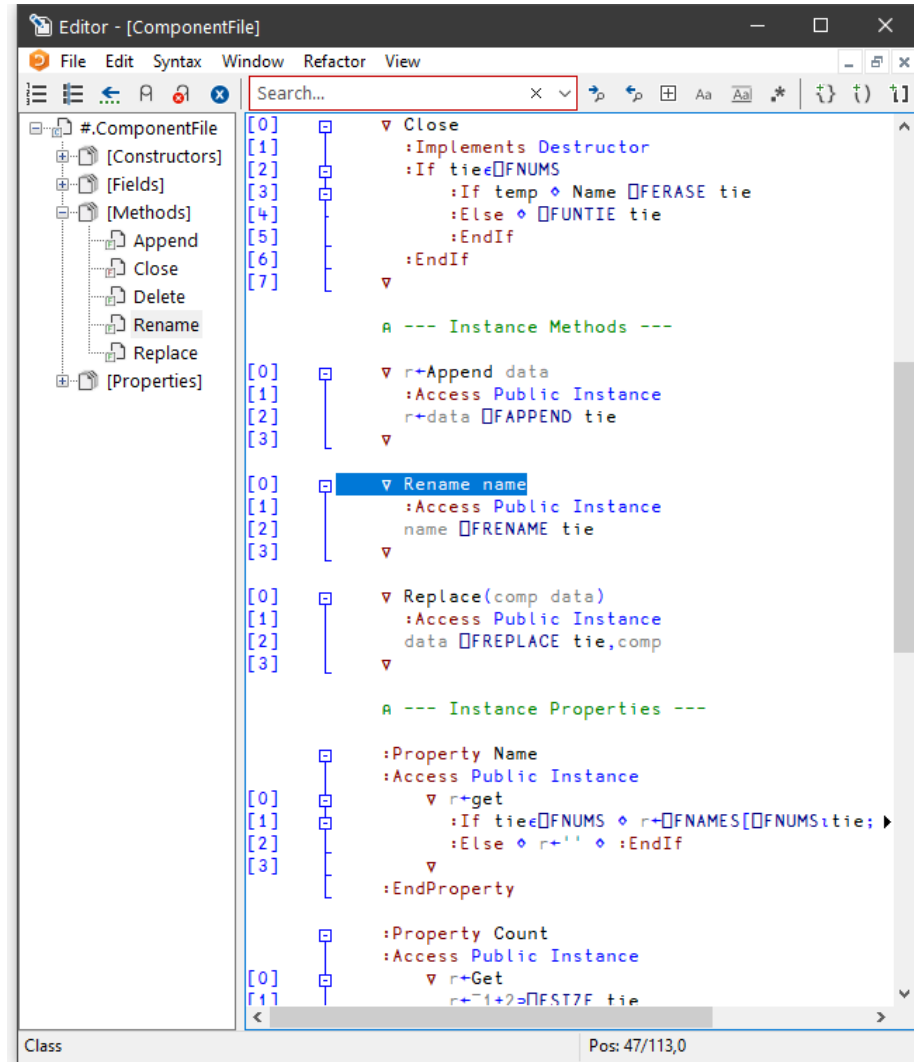 Editor - [ComponentFile]
File Edit Syntax Window Refactor View
Search...
Aa
#.ComponentFile
[Constructors]
[Fields]
[Methods]
Append
Close
Delete
Rename
Replace
[Properties]
[0] ∇ Close
[1] :Implements Destructor
[2] :If tie∊⎕FNUMS
[3] :If temp ⋄ Name ⎕FERASE tie
[4] :Else ⋄ ⎕FUNTIE tie
[5] :EndIf
[6] :EndIf
[7] ∇
⍝ --- Instance Methods ---
[0] ∇ r←Append data
[1] :Access Public Instance
[2] r←data ⎕FAPPEND tie
[3] ∇
[0] ∇ Rename name
[1] :Access Public Instance
[2] name ⎕FRENAME tie
[3] ∇
[0] ∇ Replace(comp data)
[1] :Access Public Instance
[2] data ⎕FREPLACE tie,comp
[3] ∇
⍝ --- Instance Properties ---
:Property Name
:Access Public Instance
[0] ∇ r←get
[1] :If tie∊⎕FNUMS ⋄ r←⎕FNAMES[⎕FNUMS⍳tie;
[2] :Else ⋄ r←'' ⋄ :EndIf
[3] ∇
:EndProperty
:Property Count
:Access Public Instance
[0] ∇ r←Get
[1] r←¯1+2⊃⎕FSIZE tie
Class
Pos: 47/113,0